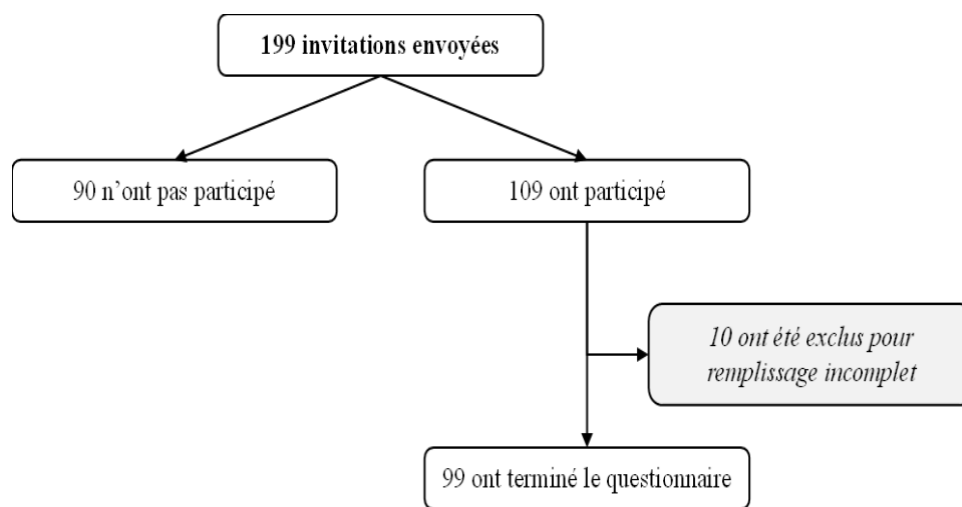 199 invitations envoyées
90 n’ont pas participé
109 ont participé
10 ont été exclus pour
remplissage incomplet
99 ont terminé le questionnaire